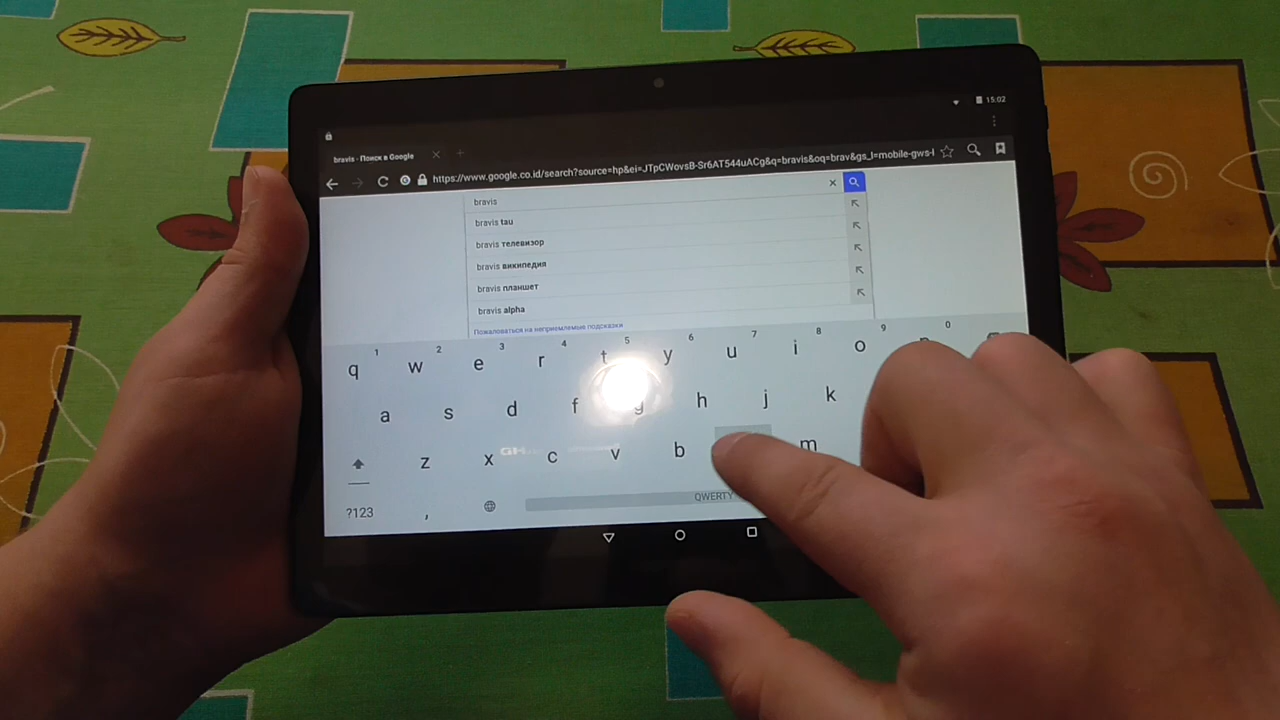 15:02
bravis - Поиск в Google
https://www.google.co.id/search?source=hp&ei=JTpCWovsB-Sr6AT544uACg&q=bravis&oq=brav&gs_l=mobile-gws-l
bravis
bravis tau
bravis телевизор
bravis википедия
bravis планшет
bravis alpha
Пожаловаться на неприемлемые подсказки
1 2 3 4 5 6 7 8 9 0
q w e r t y u i o
a s d f g h j k
z x c v b m
?123 , QWERTY